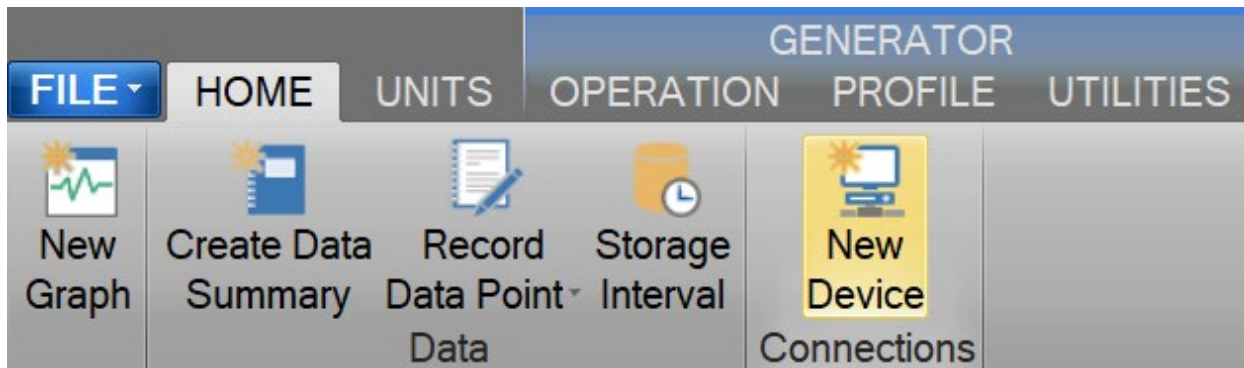 GENERATOR
FILE HOME UNITS OPERATION PROFILE UTILITIES
New Graph
Create Data Summary
Record Data Point
Storage Interval
New Device
Data
Connections